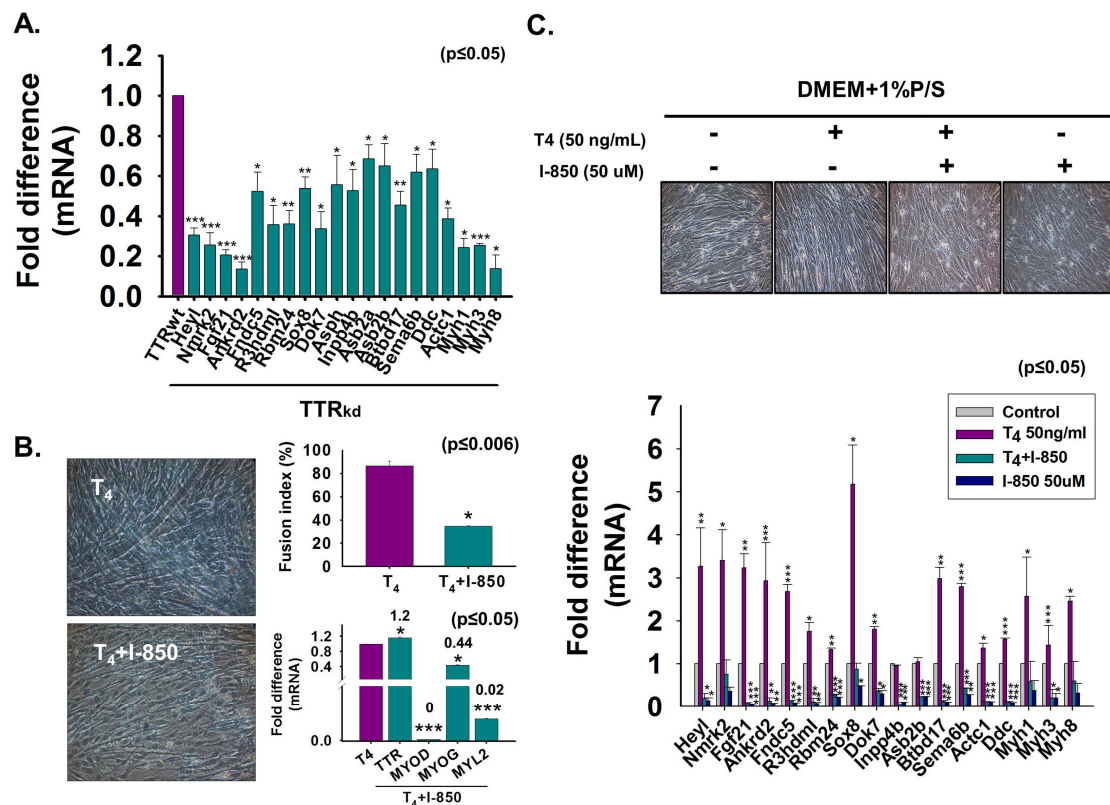 A.
(p≤0.05)
Fold difference
(mRNA)
1.2
1.0
0.8
0.6
0.4
0.2
0.0
*** *** *** *** * * ** ** * * * * * ** * * * * *** *
TTRwt Heyl Nmrk2 Fgf21 Ankrd2 Fndc5 R3hdml Rbm24 Sox8 Dok7 Asph Inpp4b Asb2a Asb2b Btbd17 Sema6b Ddc Actc1 Myh1 Myh3 Myh8
TTRkd
B.
T4
T4+I-850
(p≤0.006)
Fusion index (%)
100
80
60
40
20
0
*
T4 T4+I-850
(p≤0.05)
Fold difference
(mRNA)
1.2
0.8
0.4
0.0
1.2
*
0
***
0.44
*
0.02
***
T4 TTR MYOD MYOG MYL2
T4+I-850
C.
DMEM+1%P/S
T4 (50 ng/mL) - + + -
I-850 (50 uM) - - + +
(p≤0.05)
Control
T4 50ng/ml
T4+I-850
I-850 50uM
Fold difference
(mRNA)
7
6
5
4
3
2
1
0
Heyl Nmrk2 Fgf21 Ankrd2 Fndc5 R3hdml Rbm24 Sox8 Dok7 Inpp4b Asb2b Btbd17 Sema6b Actc1 Ddc Myh1 Myh3 Myh8